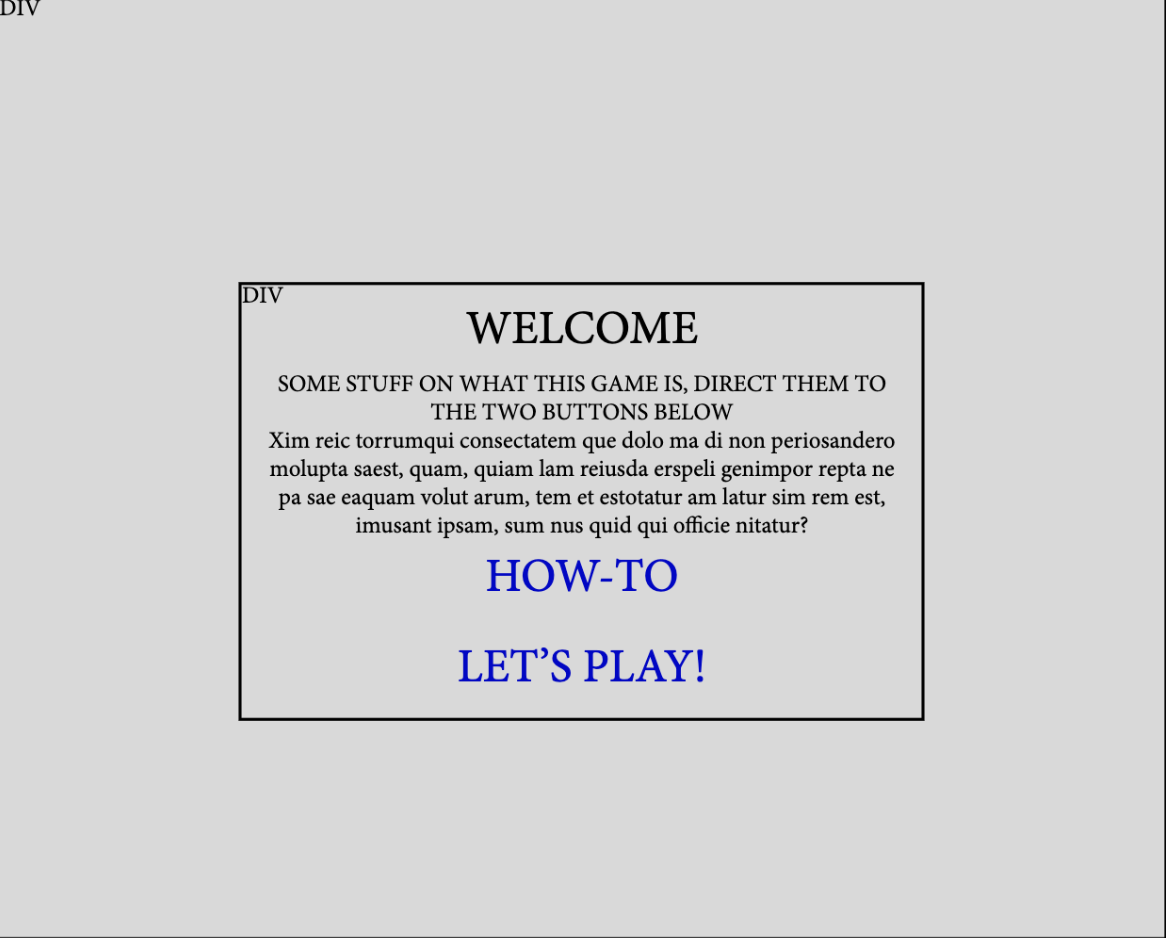 DIV
DIV
WELCOME
SOME STUFF ON WHAT THIS GAME IS, DIRECT THEM TO
THE TWO BUTTONS BELOW
Xim reic torrumqui consectatem que dolo ma di non periosandero
molupta saest, quam, quiam lam reiusda erspeli genimpor repta ne
pa sae eaquam volut arum, tem et estotatur am latur sim rem est,
imusant ipsam, sum nus quid qui officie nitatur?
HOW-TO
LET’S PLAY!